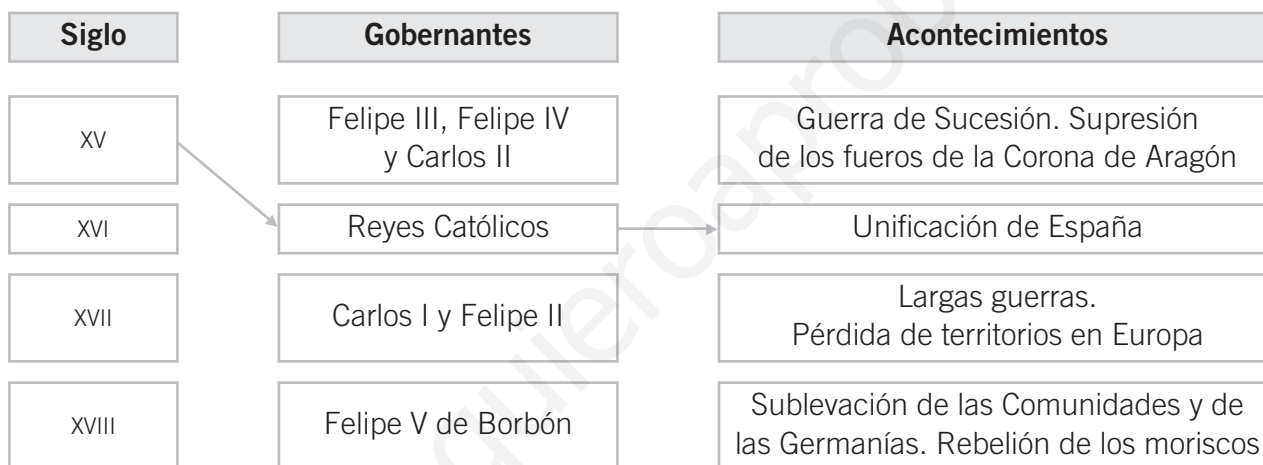 Siglo
Gobernantes
Acontecimientos
XV
Felipe III, Felipe IV
y Carlos II
Guerra de Sucesión. Supresión
de los fueros de la Corona de Aragón
XVI
Reyes Católicos
Unificación de España
XVII
Carlos I y Felipe II
Largas guerras.
Pérdida de territorios en Europa
XVIII
Felipe V de Borbón
Sublevación de las Comunidades y de
las Germanías. Rebelión de los moriscos